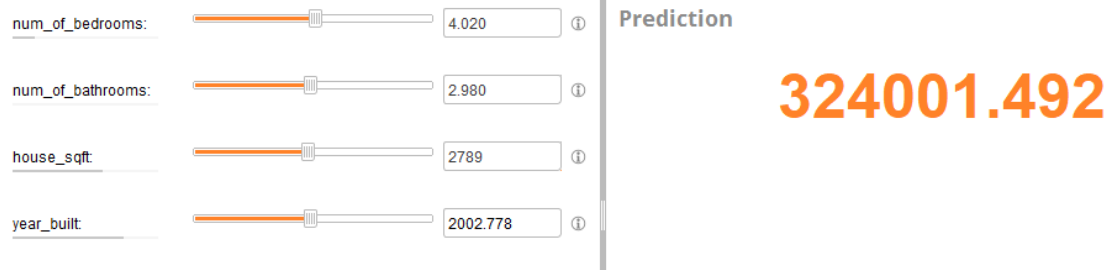 num_of_bedrooms: 4.020
num_of_bathrooms: 2.980
house_sqft: 2789
year_built: 2002.778
Prediction
324001.492